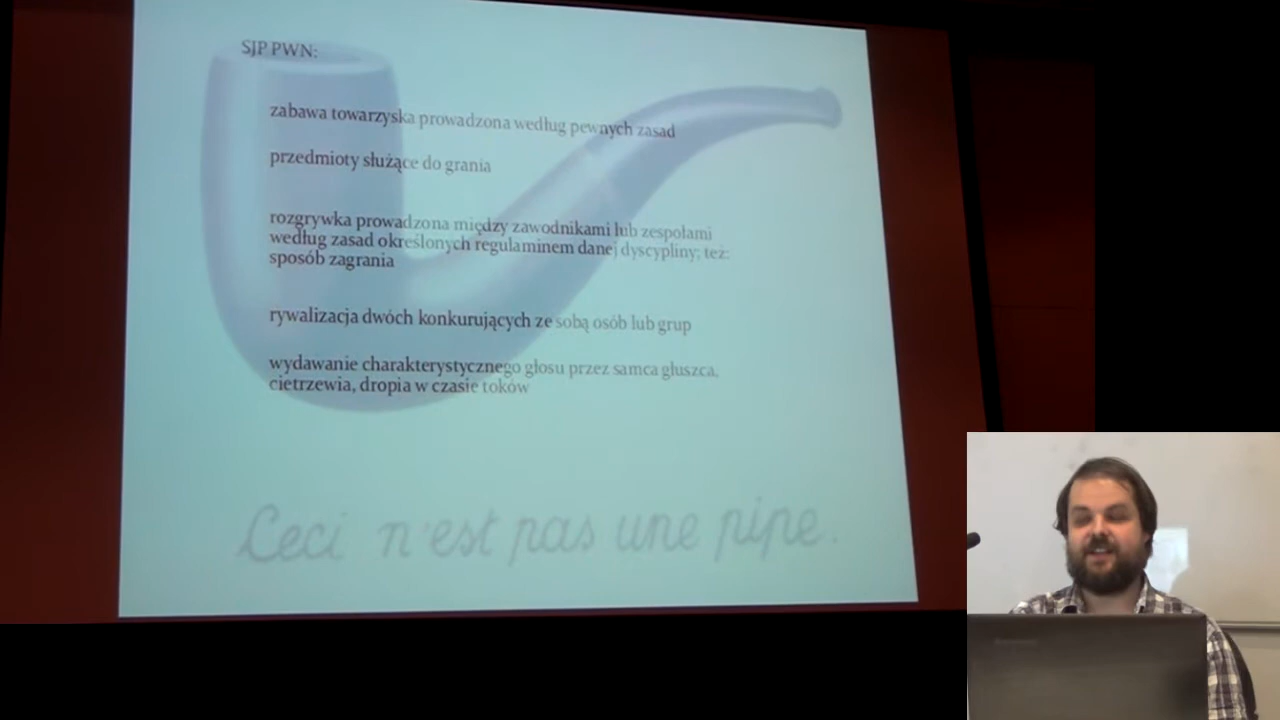 SJP PWN:
zabawa towarzyska prowadzona według pewnych zasad
przedmioty służące do grania
rozgrywka prowadzona między zawodnikami lub zespołami
według zasad określonych regulaminem danej dyscypliny; też:
sposób zagrania
rywalizacja dwóch konkurujących ze sobą osób lub grup
wydawanie charakterystycznego głosu przez samca głuszca,
cietrzewia, dropia w czasie toków
Ceci n'est pas une pipe.